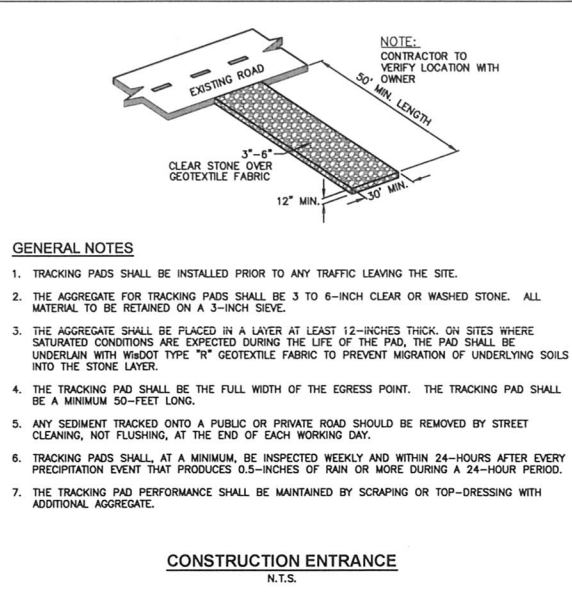 NOTE:
CONTRACTOR TO
VERIFY LOCATION WITH
OWNER
EXISTING ROAD
50' MIN. LENGTH
3"-6"
CLEAR STONE OVER
GEOTEXTILE FABRIC
12" MIN.
30' MIN.
GENERAL NOTES
1. TRACKING PADS SHALL BE INSTALLED PRIOR TO ANY TRAFFIC LEAVING THE SITE.
2. THE AGGREGATE FOR TRACKING PADS SHALL BE 3 TO 6-INCH CLEAR OR WASHED STONE. ALL
MATERIAL TO BE RETAINED ON A 3-INCH SIEVE.
3. THE AGGREGATE SHALL BE PLACED IN A LAYER AT LEAST 12-INCHES THICK. ON SITES WHERE
SATURATED CONDITIONS ARE EXPECTED DURING THE LIFE OF THE PAD, THE PAD SHALL BE
UNDERLAIN WITH WisDOT TYPE "R" GEOTEXTILE FABRIC TO PREVENT MIGRATION OF UNDERLYING SOILS
INTO THE STONE LAYER.
4. THE TRACKING PAD SHALL BE THE FULL WIDTH OF THE EGRESS POINT. THE TRACKING PAD SHALL
BE A MINIMUM 50-FEET LONG.
5. ANY SEDIMENT TRACKED ONTO A PUBLIC OR PRIVATE ROAD SHOULD BE REMOVED BY STREET
CLEANING, NOT FLUSHING, AT THE END OF EACH WORKING DAY.
6. TRACKING PADS SHALL, AT A MINIMUM, BE INSPECTED WEEKLY AND WITHIN 24-HOURS AFTER EVERY
PRECIPITATION EVENT THAT PRODUCES 0.5-INCHES OF RAIN OR MORE DURING A 24-HOUR PERIOD.
7. THE TRACKING PAD PERFORMANCE SHALL BE MAINTAINED BY SCRAPING OR TOP-DRESSING WITH
ADDITIONAL AGGREGATE.
CONSTRUCTION ENTRANCE
N.T.S.